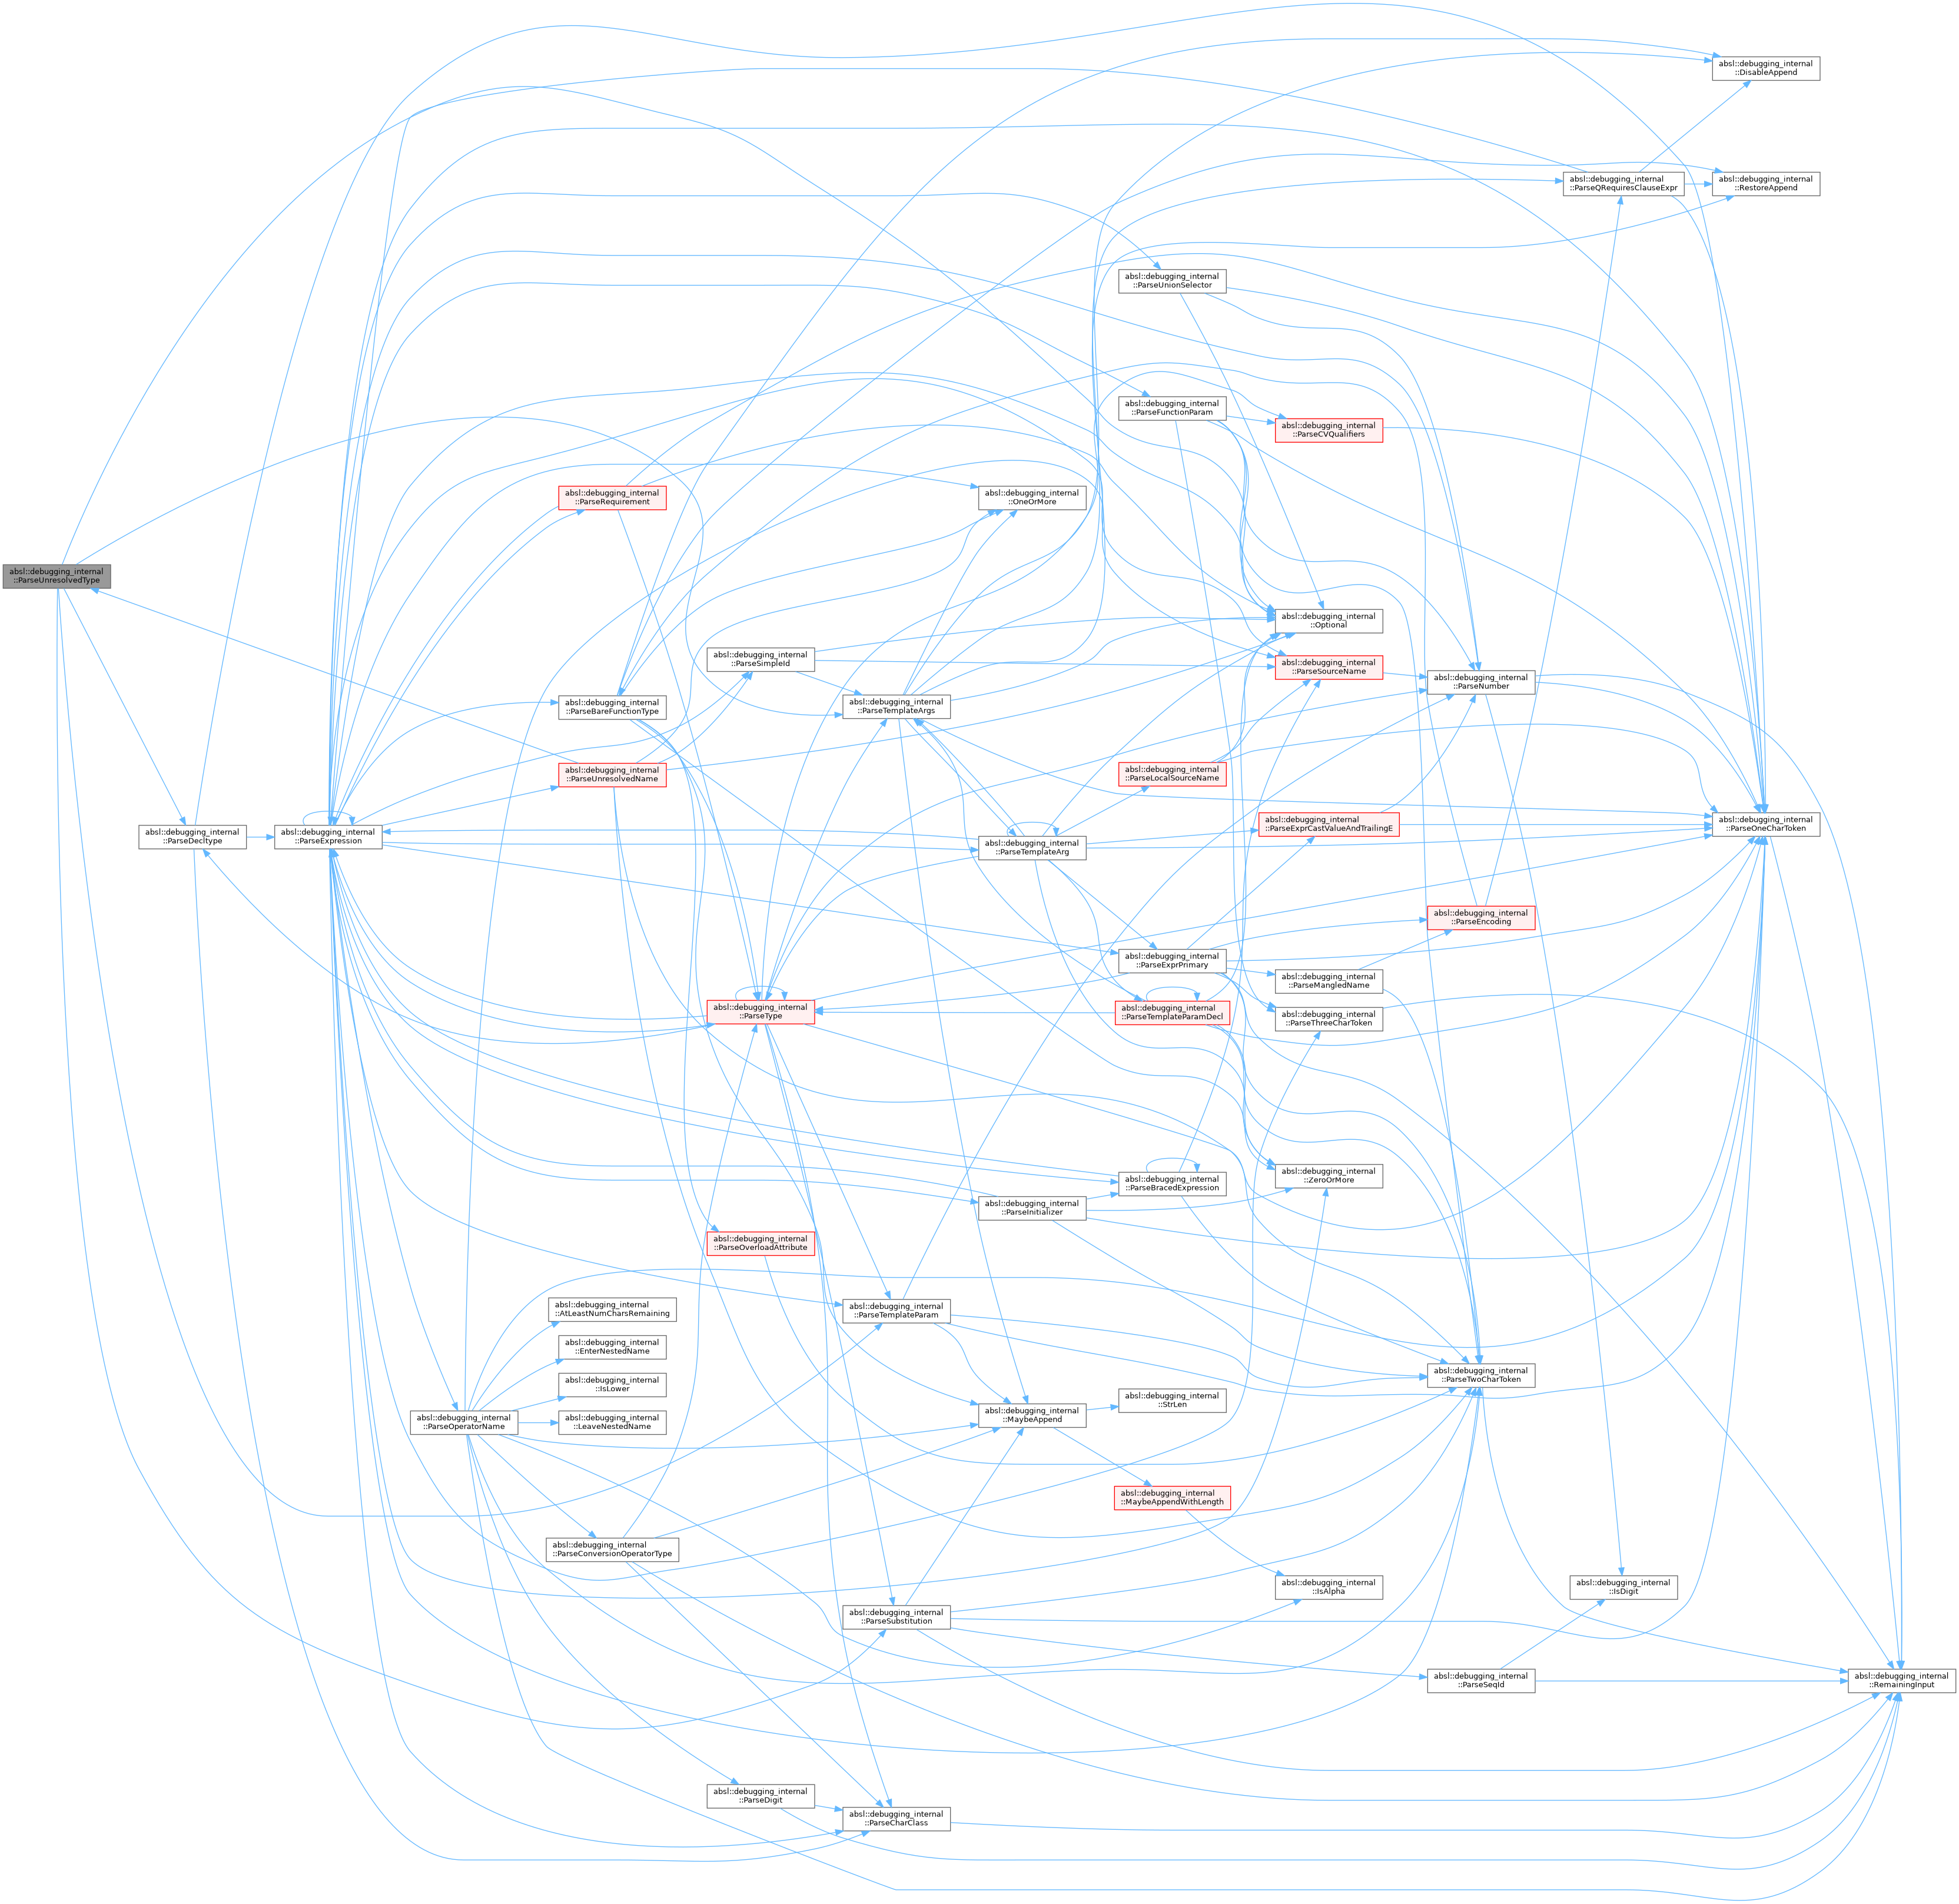 absl::debugging_internal
::DisableAppend
absl::debugging_internal
::ParseQRequiresClauseExpr
absl::debugging_internal
::RestoreAppend
absl::debugging_internal
::ParseUnionSelector
absl::debugging_internal
::ParseFunctionParam
absl::debugging_internal
::ParseCVQualifiers
absl::debugging_internal
::ParseRequirement
absl::debugging_internal
::OneOrMore
absl::debugging_internal
::ParseUnresolvedType
absl::debugging_internal
::Optional
absl::debugging_internal
::ParseSimpleId
absl::debugging_internal
::ParseSourceName
absl::debugging_internal
::ParseNumber
absl::debugging_internal
::ParseBareFunctionType
absl::debugging_internal
::ParseTemplateArgs
absl::debugging_internal
::ParseUnresolvedName
absl::debugging_internal
::ParseLocalSourceName
absl::debugging_internal
::ParseDecltype
absl::debugging_internal
::ParseExpression
absl::debugging_internal
::ParseTemplateArg
absl::debugging_internal
::ParseExprCastValueAndTrailingE
absl::debugging_internal
::ParseOneCharToken
absl::debugging_internal
::ParseEncoding
absl::debugging_internal
::ParseExprPrimary
absl::debugging_internal
::ParseMangledName
absl::debugging_internal
::ParseType
absl::debugging_internal
::ParseTemplateParamDecl
absl::debugging_internal
::ParseThreeCharToken
absl::debugging_internal
::ParseBracedExpression
absl::debugging_internal
::ZeroOrMore
absl::debugging_internal
::ParseInitializer
absl::debugging_internal
::ParseOverloadAttribute
absl::debugging_internal
::AtLeastNumCharsRemaining
absl::debugging_internal
::ParseTemplateParam
absl::debugging_internal
::EnterNestedName
absl::debugging_internal
::ParseTwoCharToken
absl::debugging_internal
::IsLower
absl::debugging_internal
::StrLen
absl::debugging_internal
::ParseOperatorName
absl::debugging_internal
::LeaveNestedName
absl::debugging_internal
::MaybeAppend
absl::debugging_internal
::MaybeAppendWithLength
absl::debugging_internal
::ParseConversionOperatorType
absl::debugging_internal
::IsAlpha
absl::debugging_internal
::IsDigit
absl::debugging_internal
::ParseSubstitution
absl::debugging_internal
::ParseSeqId
absl::debugging_internal
::RemainingInput
absl::debugging_internal
::ParseDigit
absl::debugging_internal
::ParseCharClass